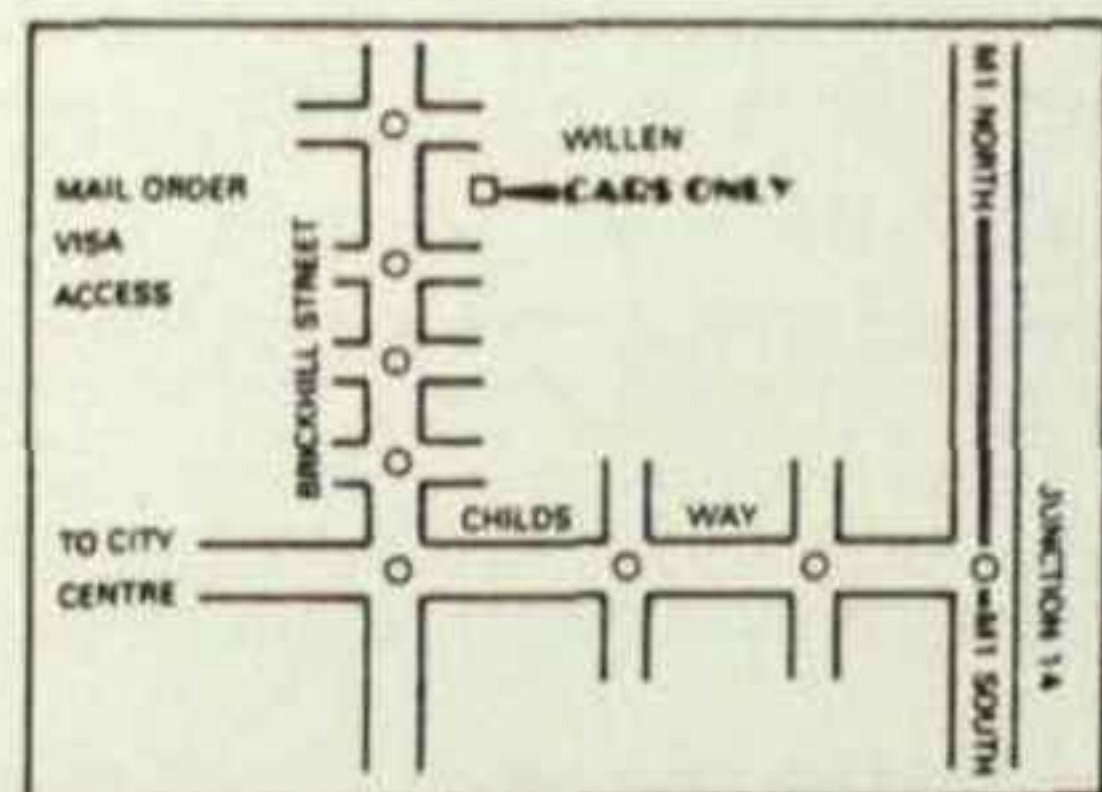 MAIL ORDER
VISA
ACCESS
WILLEN
CARS ONLY
BRICKHILL STREET
M1 NORTH
CHILDS WAY
TO CITY
CENTRE
JUNCTION 14
M1 SOUTH